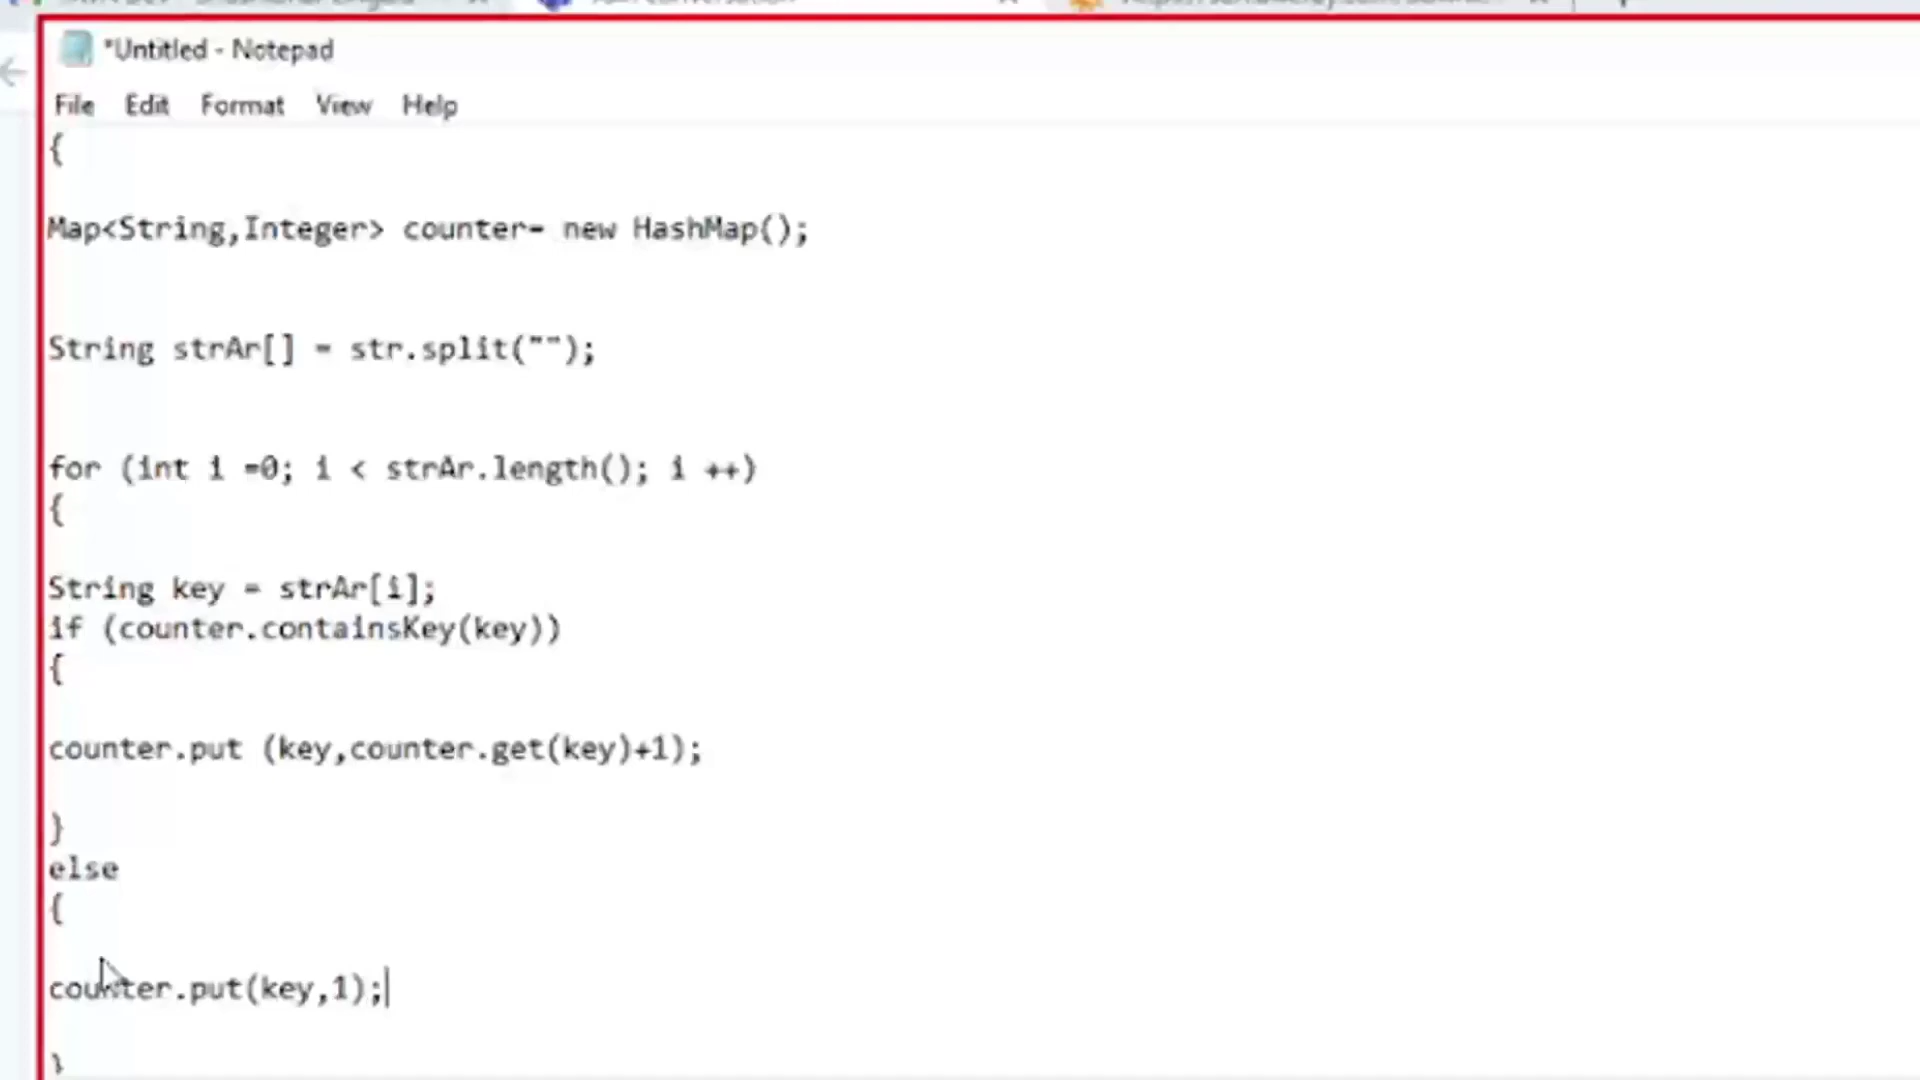 *Untitled - Notepad
File Edit Format View Help
{
Map<String,Integer> counter= new HashMap();
String strAr[] = str.split("");
for (int i =0; i < strAr.length(); i ++)
{
String key = strAr[i];
if (counter.containsKey(key))
{
counter.put (key,counter.get(key)+1);
}
else
{
counter.put(key,1);
}